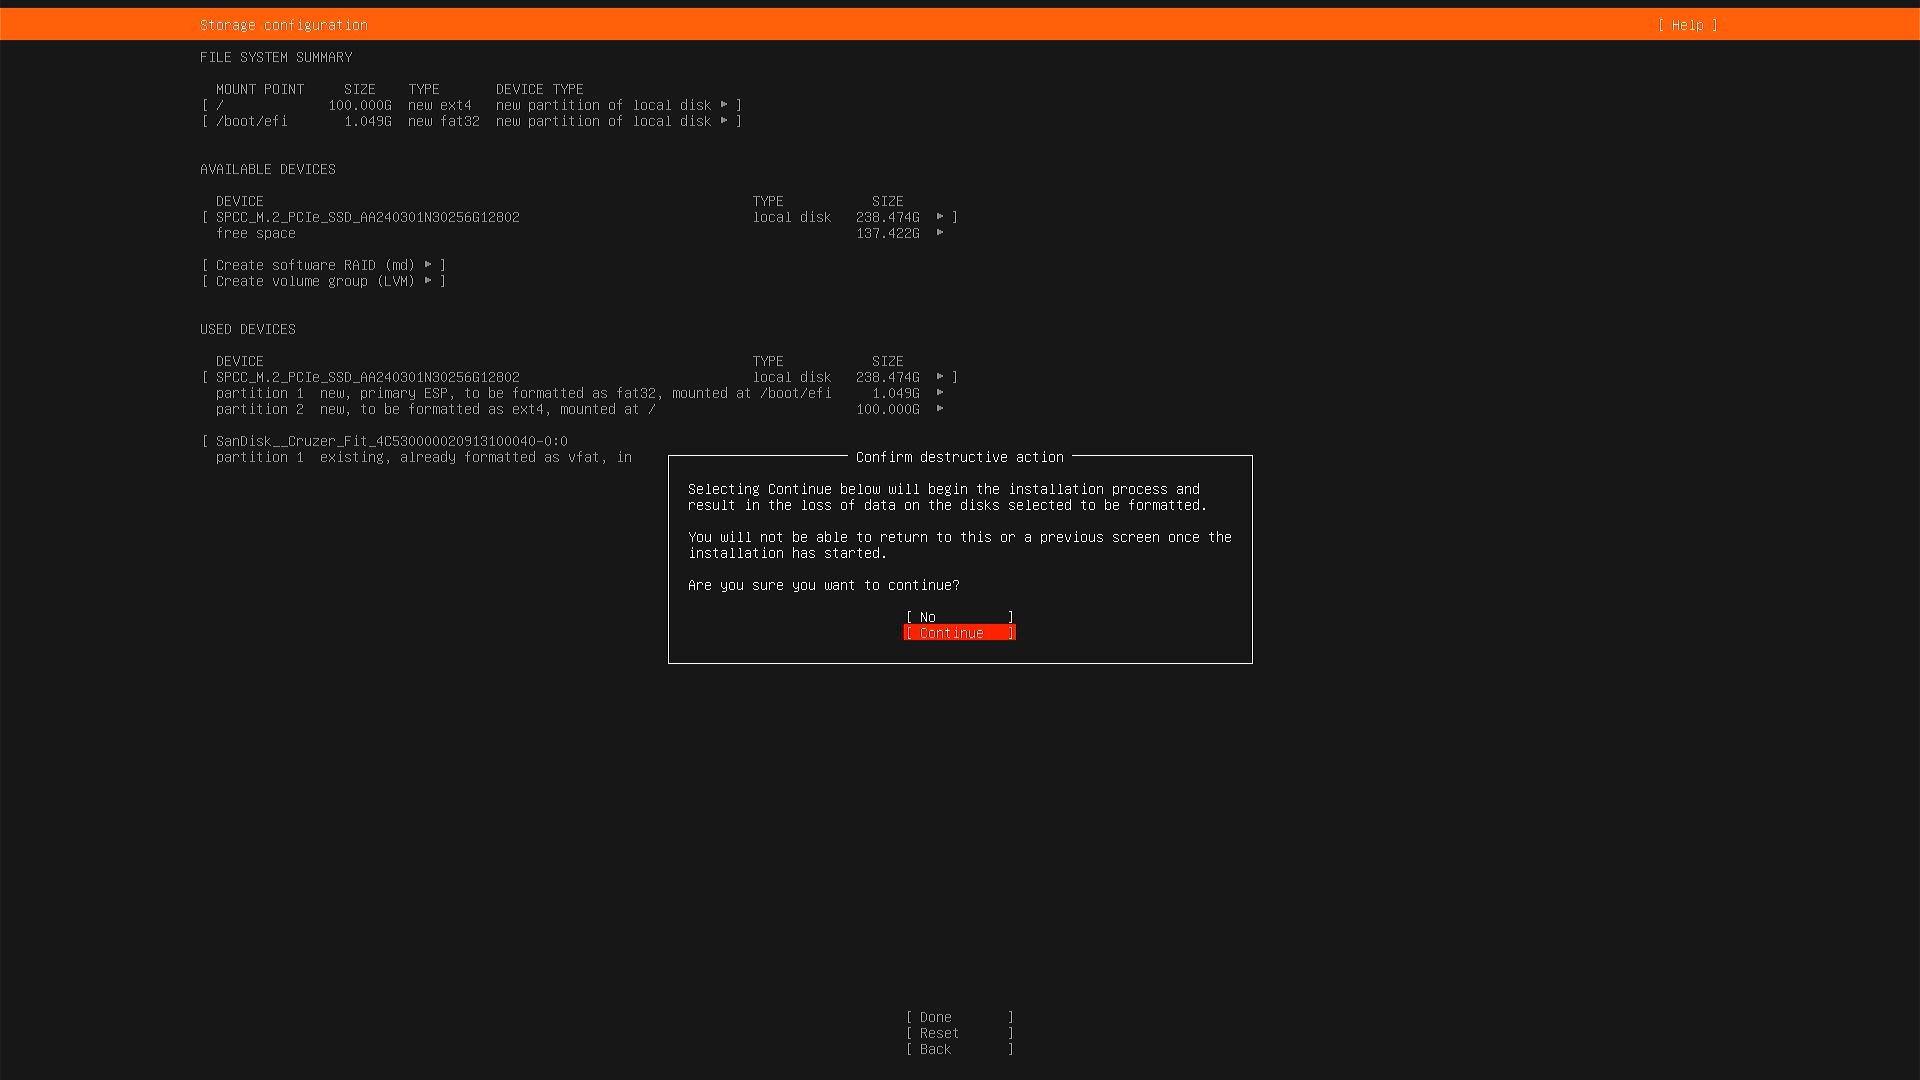 Storage configuration [ Help ]
FILE SYSTEM SUMMARY
MOUNT POINT SIZE TYPE DEVICE TYPE
[ / 100.000G new ext4 new partition of local disk ▸ ]
[ /boot/efi 1.049G new fat32 new partition of local disk ▸ ]
AVAILABLE DEVICES
DEVICE TYPE SIZE
[ SPCC_M.2_PCIe_SSD_AA240301N30256G12802 local disk 238.474G ▸ ]
free space 137.422G ▸
[ Create software RAID (md) ▸ ]
[ Create volume group (LVM) ▸ ]
USED DEVICES
DEVICE TYPE SIZE
[ SPCC_M.2_PCIe_SSD_AA240301N30256G12802 local disk 238.474G ▸ ]
partition 1 new, primary ESP, to be formatted as fat32, mounted at /boot/efi 1.049G ▸
partition 2 new, to be formatted as ext4, mounted at / 100.000G ▸
[ SanDisk__Cruzer_Fit_4C530000020913100040-0:0
partition 1 existing, already formatted as vfat, in
Confirm destructive action
Selecting Continue below will begin the installation process and
result in the loss of data on the disks selected to be formatted.
You will not be able to return to this or a previous screen once the
installation has started.
Are you sure you want to continue?
[ No ]
[ Continue ]
[ Done ]
[ Reset ]
[ Back ]